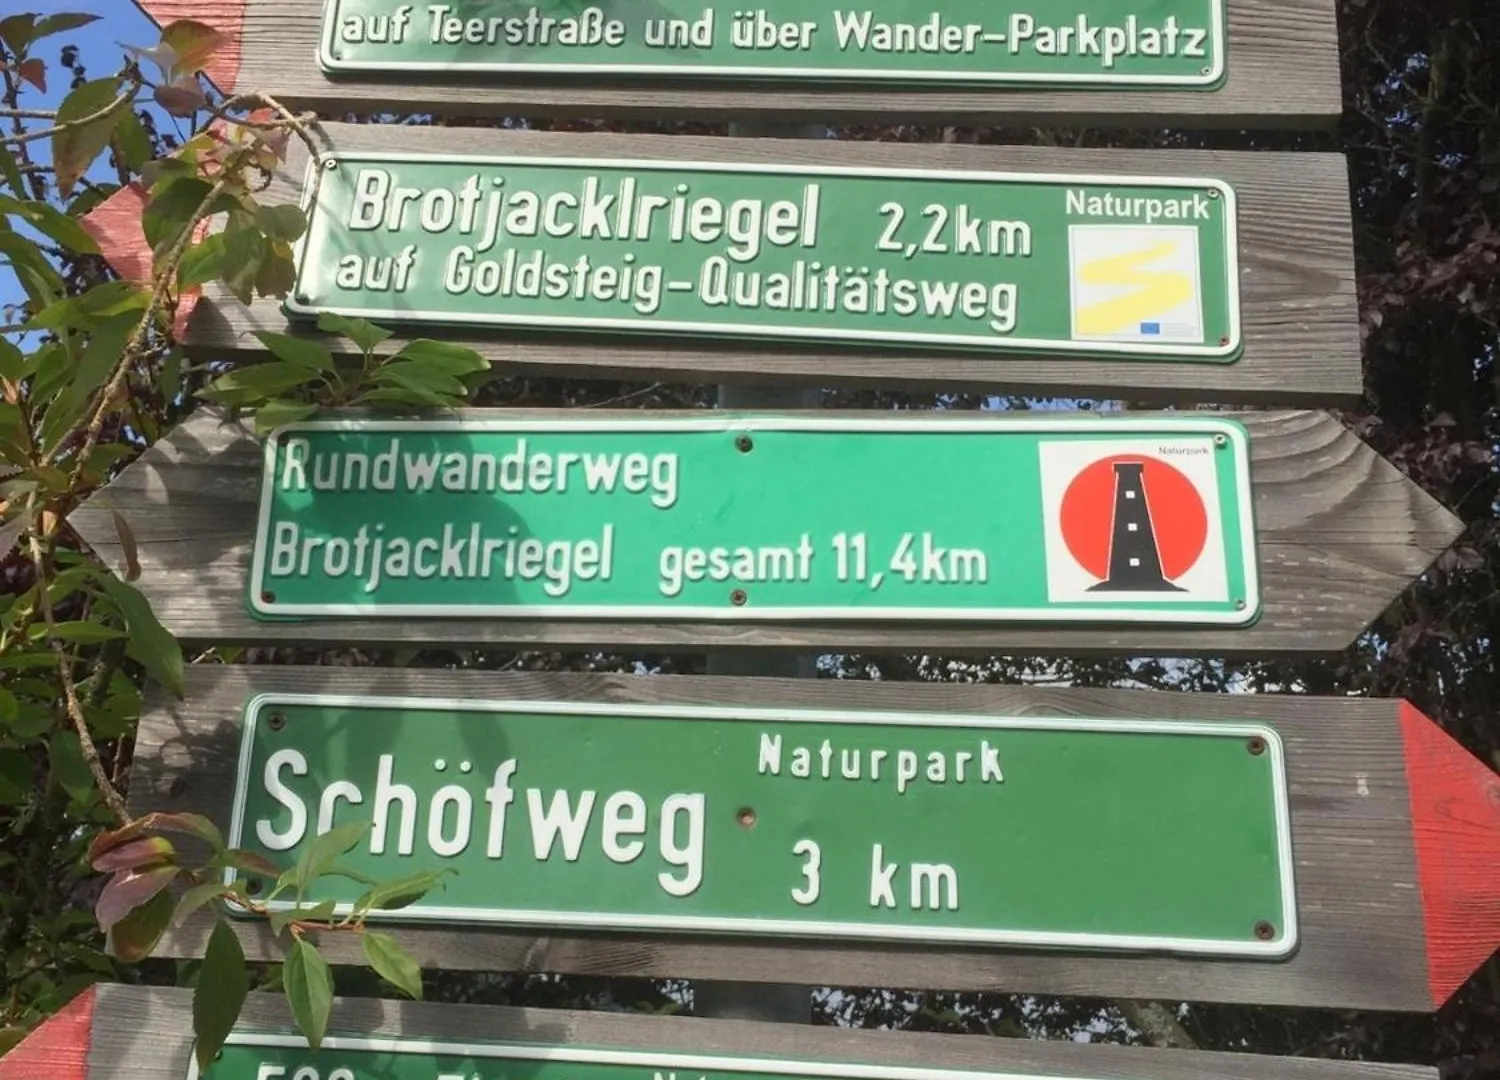 auf Teerstraße und über Wander-Parkplatz
Brotjacklriegel 2,2km
auf Goldsteig-Qualitätsweg
Naturpark
Rundwanderweg
Brotjacklriegel gesamt 11,4km
Naturpark
Schöfweg
Naturpark
3 km